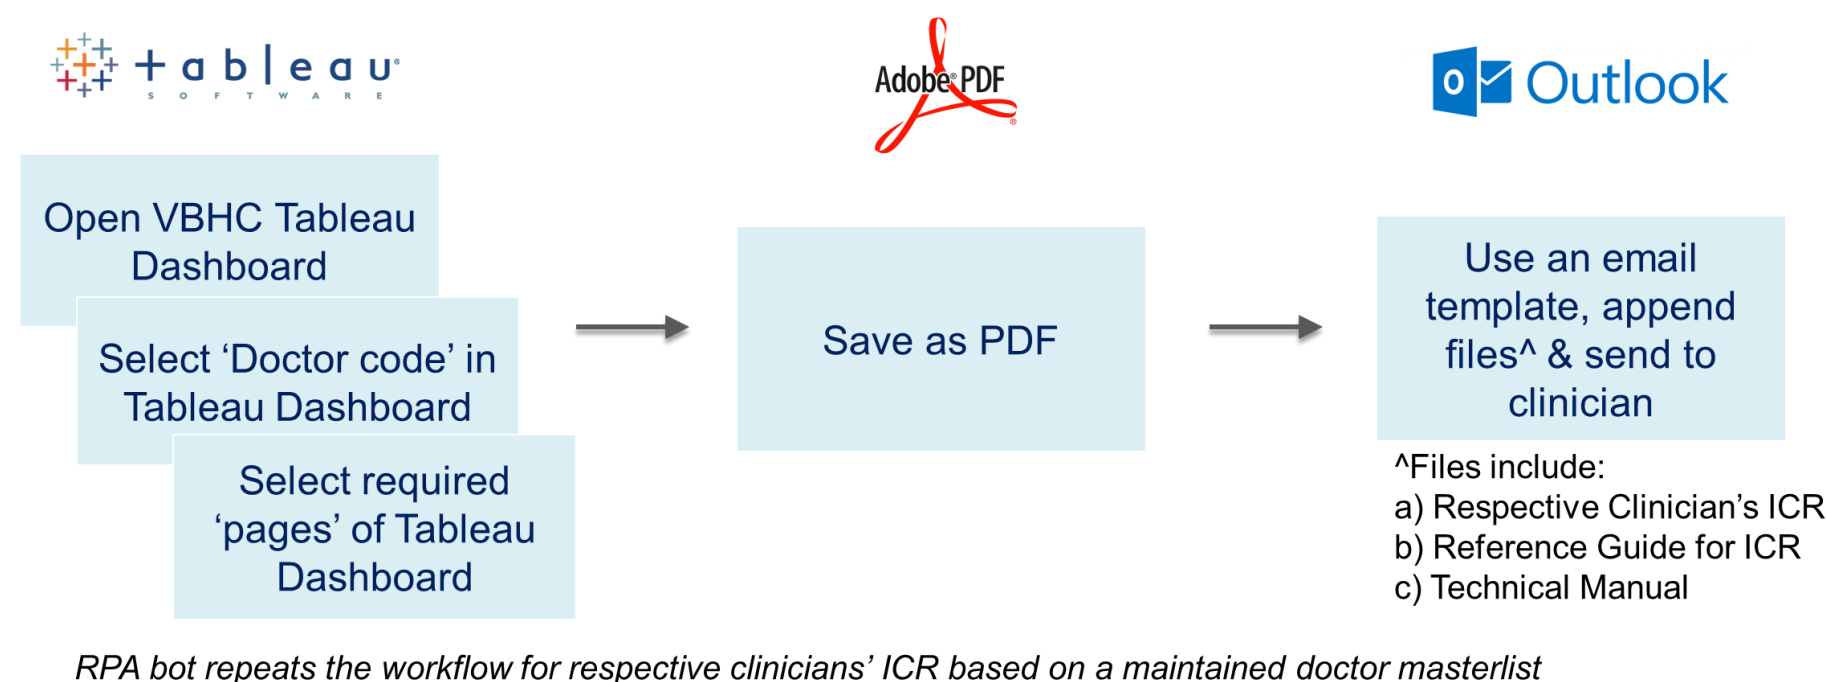 +ableau®
SOFTWARE
Adobe® PDF
®
Outlook
Open VBHC Tableau
Dashboard
Select ‘Doctor code’ in
Tableau Dashboard
Select required
‘pages’ of Tableau
Dashboard
Save as PDF
Use an email
template, append
files^ & send to
clinician
^Files include:
a) Respective Clinician’s ICR
b) Reference Guide for ICR
c) Technical Manual
RPA bot repeats the workflow for respective clinicians’ ICR based on a maintained doctor masterlist